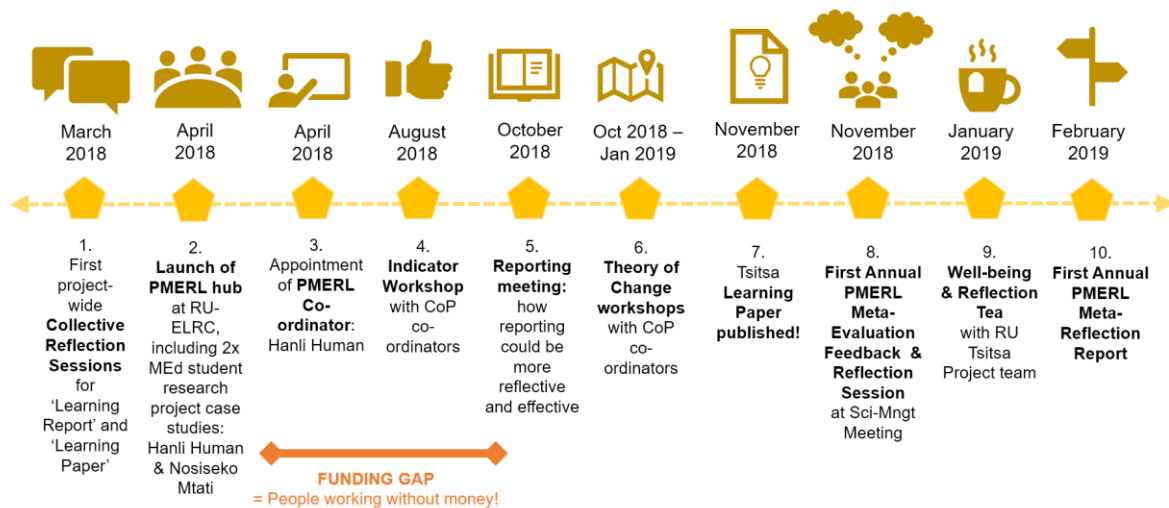 March
2018
April
2018
April
2018
August
2018
October
2018
Oct 2018 –
Jan 2019
November
2018
November
2018
January
2019
February
2019
1.
First
project-
wide
Collective
Reflection
Sessions
for
‘Learning
Report’ and
‘Learning
Paper’
2.
Launch of
PMERL hub
at RU-
ELRC,
including 2x
MEd student
research
project case
studies:
Hanli Human
& Nosiseko
Mtati
3.
Appointment
of PMERL
Co-
ordinator:
Hanli Human
4.
Indicator
Workshop
with CoP
co-
ordinators
5.
Reporting
meeting:
how
reporting
could be
more
reflective
and effective
6.
Theory of
Change
workshops
with CoP
co-
ordinators
7.
Tsitsa
Learning
Paper
published!
8.
First Annual
PMERL
Meta-
Evaluation
Feedback &
Reflection
Session
at Sci-Mngt
Meeting
9.
Well-being
& Reflection
Tea
with RU
Tsitsa
Project team
10.
First Annual
PMERL
Meta-
Reflection
Report
FUNDING GAP
= People working without money!